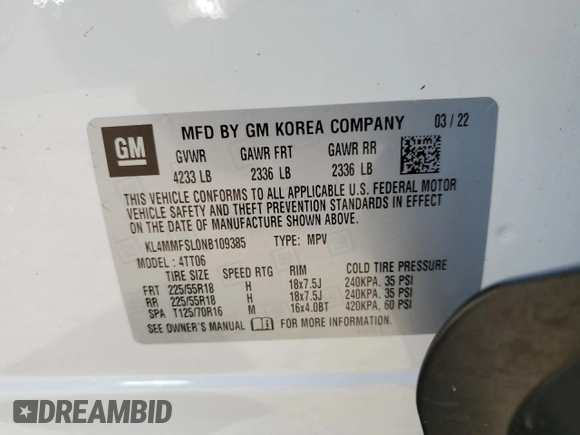 GM
MFD BY GM KOREA COMPANY 03 / 22
GVWR GAWR FRT GAWR RR
4233 LB 2336 LB 2336 LB
THIS VEHICLE CONFORMS TO ALL APPLICABLE U.S. FEDERAL MOTOR
VEHICLE SAFETY AND THEFT PREVENTION STANDARDS IN EFFECT
ON THE DATE OF MANUFACTURE SHOWN ABOVE.
KL4MMFSL0NB109385 TYPE: MPV
MODEL: 4TT06
TIRE SIZE SPEED RTG RIM COLD TIRE PRESSURE
FRT 225/55R18 H 18x7.5J 240KPA, 35 PSI
RR 225/55R18 H 18x7.5J 240KPA, 35 PSI
SPA T125/70R16 M 16x4.0BT 420KPA, 60 PSI
SEE OWNER'S MANUAL FOR MORE INFORMATION.
DREAMBID